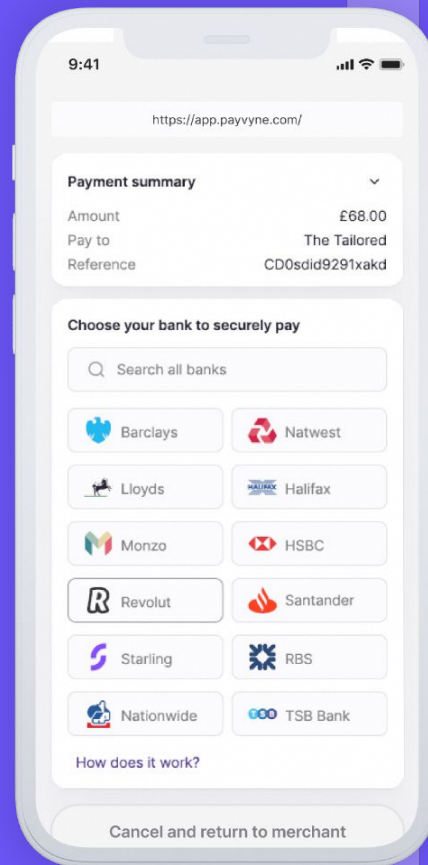 9:41
https://app.payvyne.com/
Payment summary
Amount £68.00
Pay to The Tailored
Reference CD0sdid9291xakd
Choose your bank to securely pay
Search all banks
Barclays Natwest
Lloyds HALIFAX Halifax
Monzo HSBC
R Revolut Santander
Starling RBS
Nationwide TSB TSB Bank
How does it work?
Cancel and return to merchant